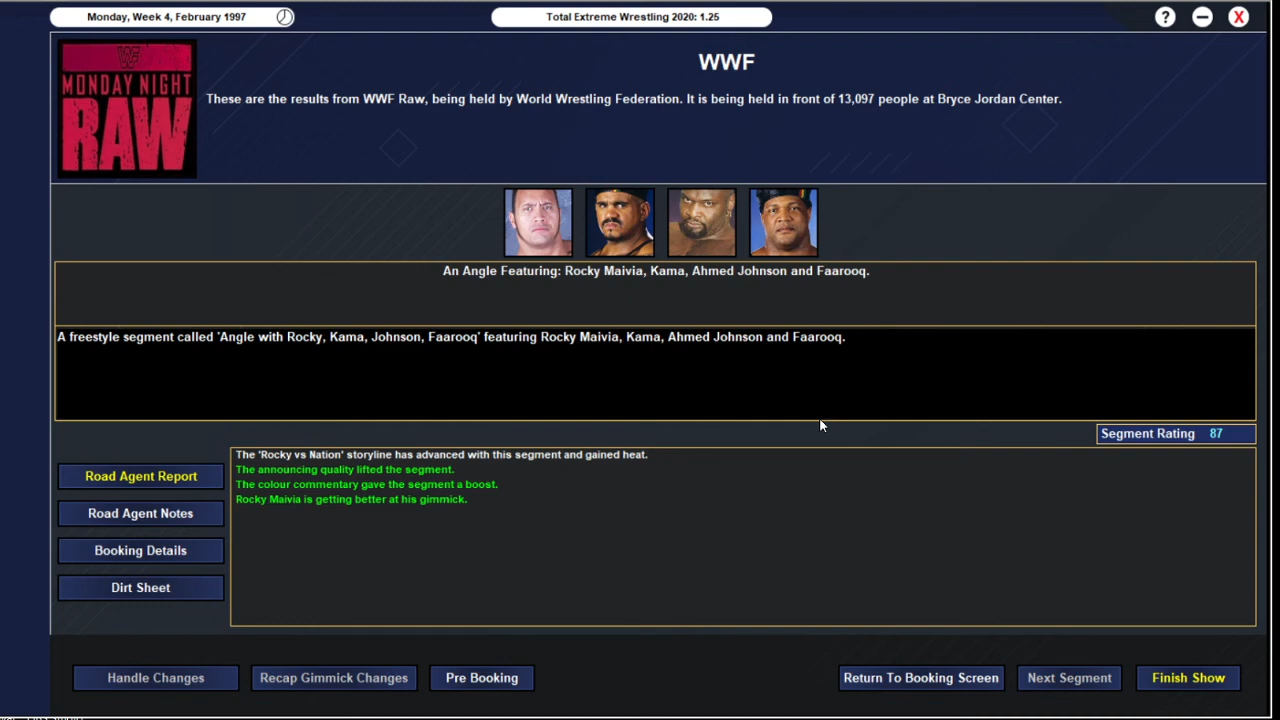 Monday, Week 4, February 1997
Total Extreme Wrestling 2020: 1.25
?
X
WWF
MONDAY NIGHT
RAW
These are the results from WWF Raw, being held by World Wrestling Federation. It is being held in front of 13,097 people at Bryce Jordan Center.
An Angle Featuring: Rocky Maivia, Kama, Ahmed Johnson and Faarooq.
A freestyle segment called 'Angle with Rocky, Kama, Johnson, Faarooq' featuring Rocky Maivia, Kama, Ahmed Johnson and Faarooq.
Segment Rating 87
The 'Rocky vs Nation' storyline has advanced with this segment and gained heat.
The announcing quality lifted the segment.
The colour commentary gave the segment a boost.
Rocky Maivia is getting better at his gimmick.
Road Agent Report
Road Agent Notes
Booking Details
Dirt Sheet
Handle Changes
Recap Gimmick Changes
Pre Booking
Return To Booking Screen
Next Segment
Finish Show